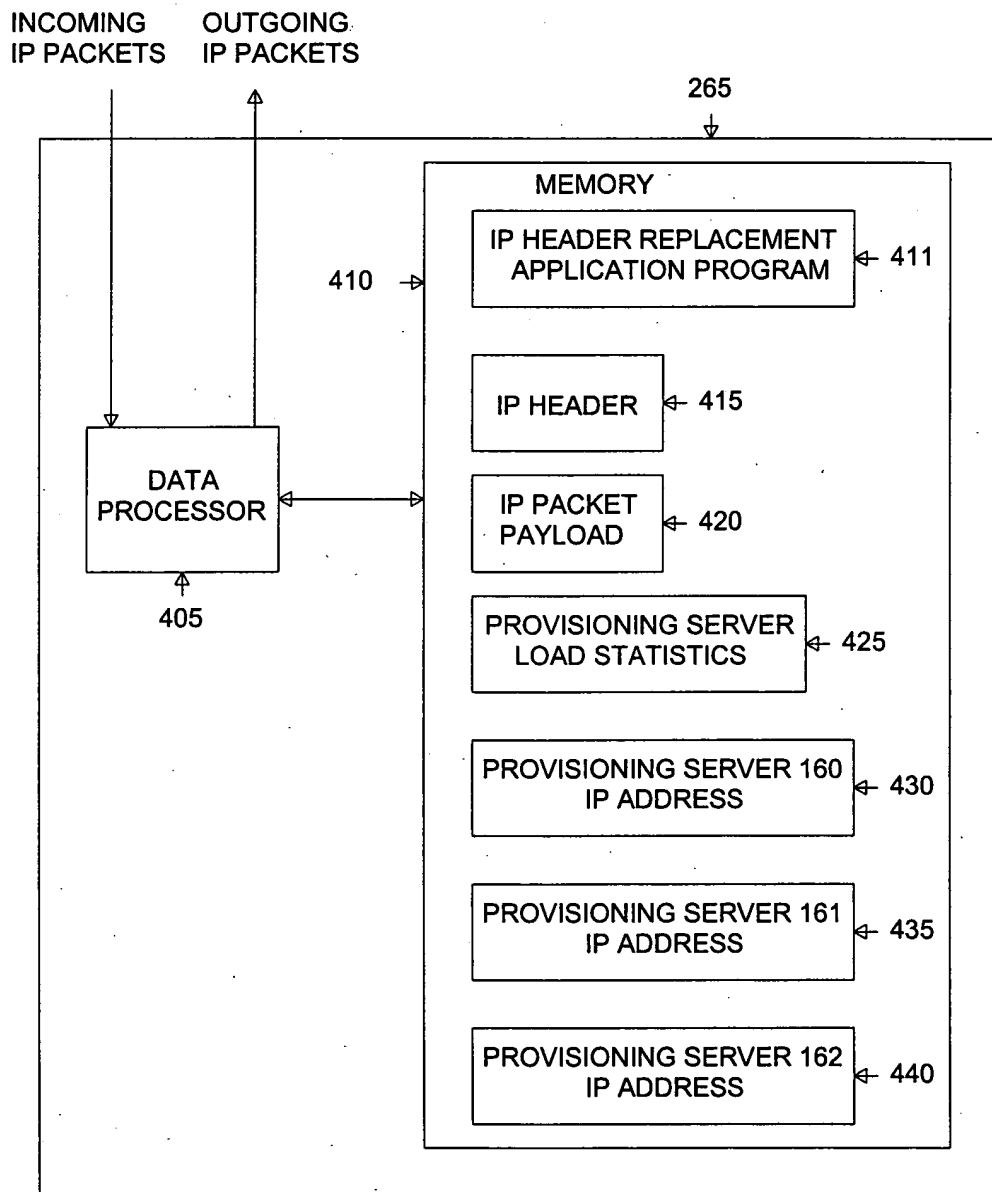 INCOMING
IP PACKETS
OUTGOING
IP PACKETS
265
MEMORY
IP HEADER REPLACEMENT
APPLICATION PROGRAM
411
410
IP HEADER
415
DATA
PROCESSOR
405
IP PACKET
PAYLOAD
420
PROVISIONING SERVER
LOAD STATISTICS
425
PROVISIONING SERVER 160
IP ADDRESS
430
PROVISIONING SERVER 161
IP ADDRESS
435
PROVISIONING SERVER 162
IP ADDRESS
440